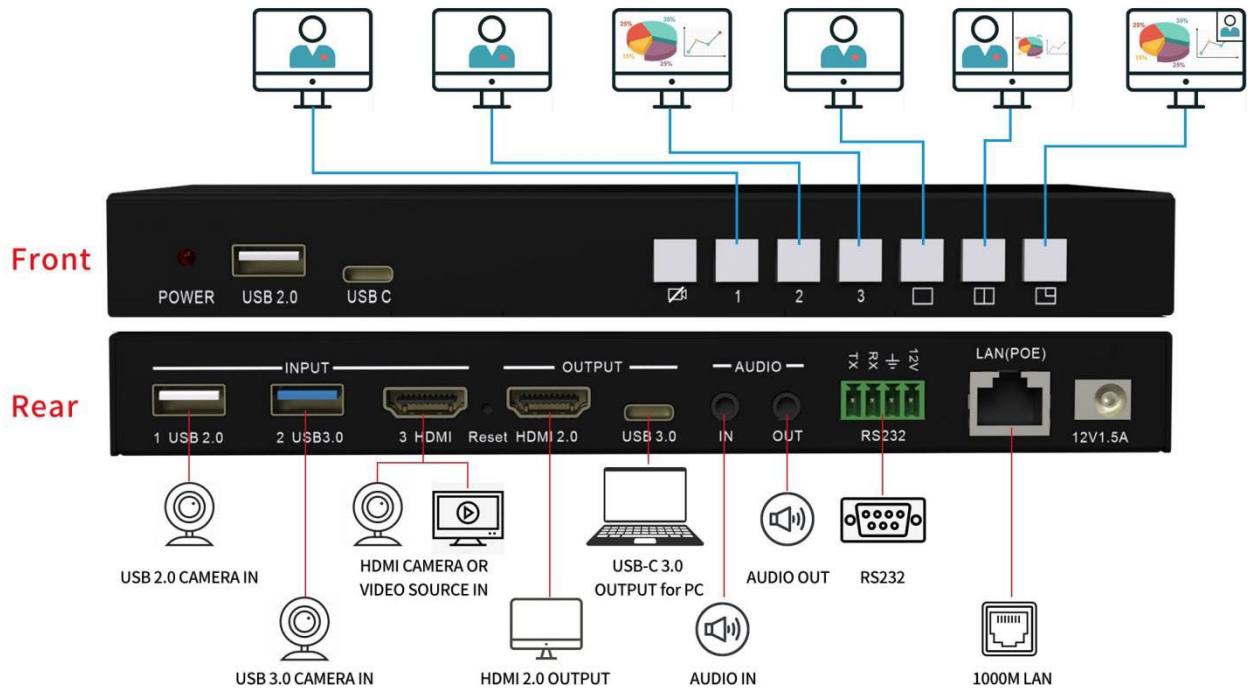 25% 30%
15%
25%
25% 30%
15%
25%
Front
POWER USB 2.0 USB C
1 2 3
INPUT OUTPUT AUDIO TX RX 12V LAN(POE)
Rear
1 USB 2.0 2 USB3.0 3 HDMI Reset HDMI 2.0 USB 3.0 IN OUT RS232 12V1.5A
USB 2.0 CAMERA IN
HDMI CAMERA OR
VIDEO SOURCE IN
USB-C 3.0
OUTPUT for PC
AUDIO OUT
RS232
USB 3.0 CAMERA IN
HDMI 2.0 OUTPUT
AUDIO IN
1000M LAN